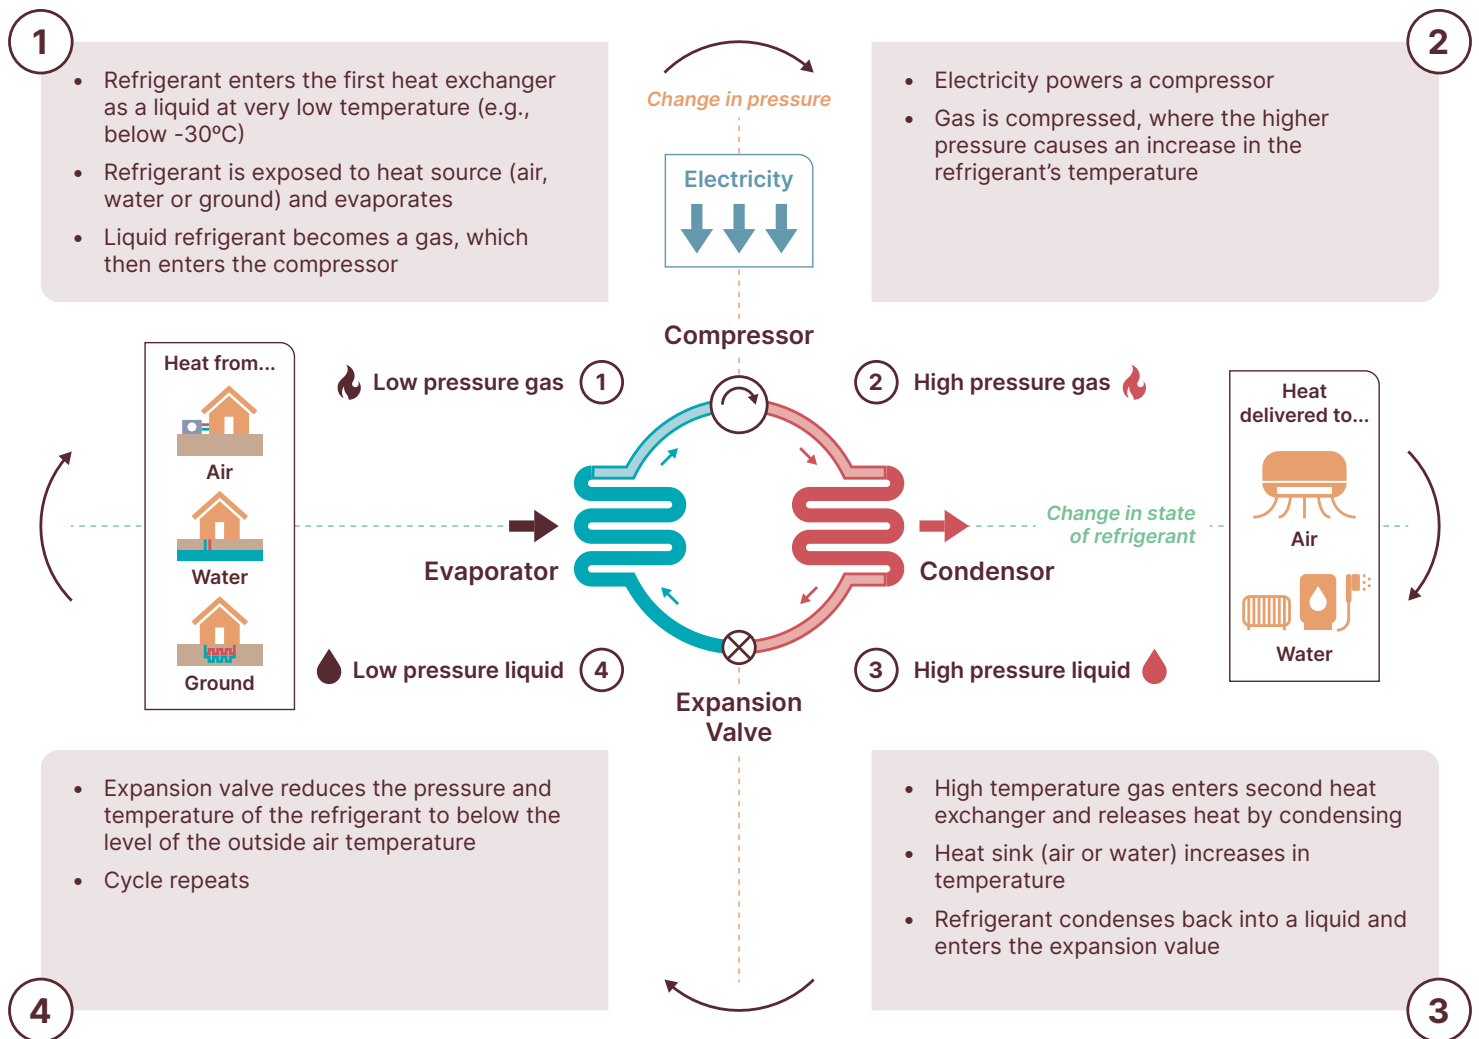 1
• Refrigerant enters the first heat exchanger
as a liquid at very low temperature (e.g.,
below -30ºC)
• Refrigerant is exposed to heat source (air,
water or ground) and evaporates
• Liquid refrigerant becomes a gas, which
then enters the compressor
Change in pressure
Electricity
2
• Electricity powers a compressor
• Gas is compressed, where the higher
pressure causes an increase in the
refrigerant’s temperature
Compressor
Heat from...
Air
Water
Ground
Low pressure gas 1
2 High pressure gas
Evaporator
Condensor
Change in state
of refrigerant
Heat
delivered to...
Air
Water
Low pressure liquid 4
3 High pressure liquid
Expansion
Valve
• Expansion valve reduces the pressure and
temperature of the refrigerant to below the
level of the outside air temperature
• Cycle repeats
4
• High temperature gas enters second heat
exchanger and releases heat by condensing
• Heat sink (air or water) increases in
temperature
• Refrigerant condenses back into a liquid and
enters the expansion value
3